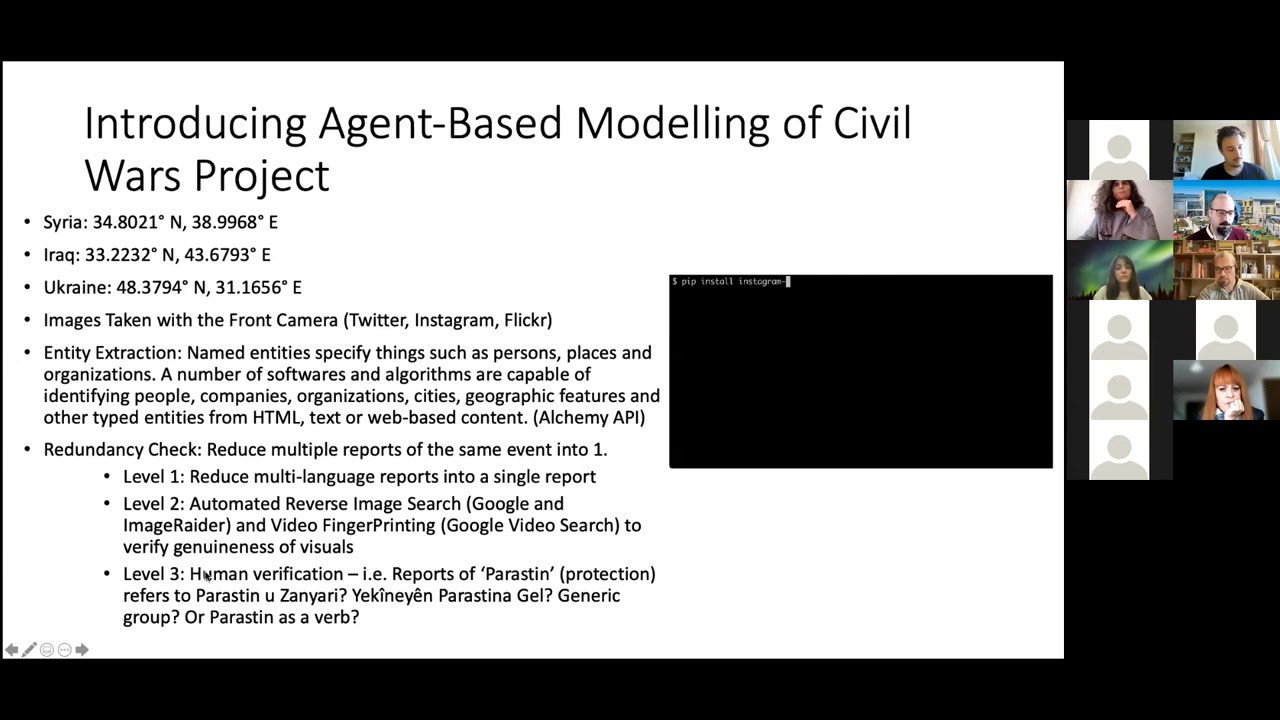 Introducing Agent-Based Modelling of Civil
Wars Project
• Syria: 34.8021° N, 38.9968° E
• Iraq: 33.2232° N, 43.6793° E
• Ukraine: 48.3794° N, 31.1656° E
• Images Taken with the Front Camera (Twitter, Instagram, Flickr)
• Entity Extraction: Named entities specify things such as persons, places and
organizations. A number of softwares and algorithms are capable of
identifying people, companies, organizations, cities, geographic features and
other typed entities from HTML, text or web-based content. (Alchemy API)
• Redundancy Check: Reduce multiple reports of the same event into 1.
• Level 1: Reduce multi-language reports into a single report
• Level 2: Automated Reverse Image Search (Google and
ImageRaider) and Video FingerPrinting (Google Video Search) to
verify genuineness of visuals
• Level 3: Human verification – i.e. Reports of ‘Parastin’ (protection)
refers to Parastin u Zanyari? Yekîneyên Parastina Gel? Generic
group? Or Parastin as a verb?
$ pip install instagram-